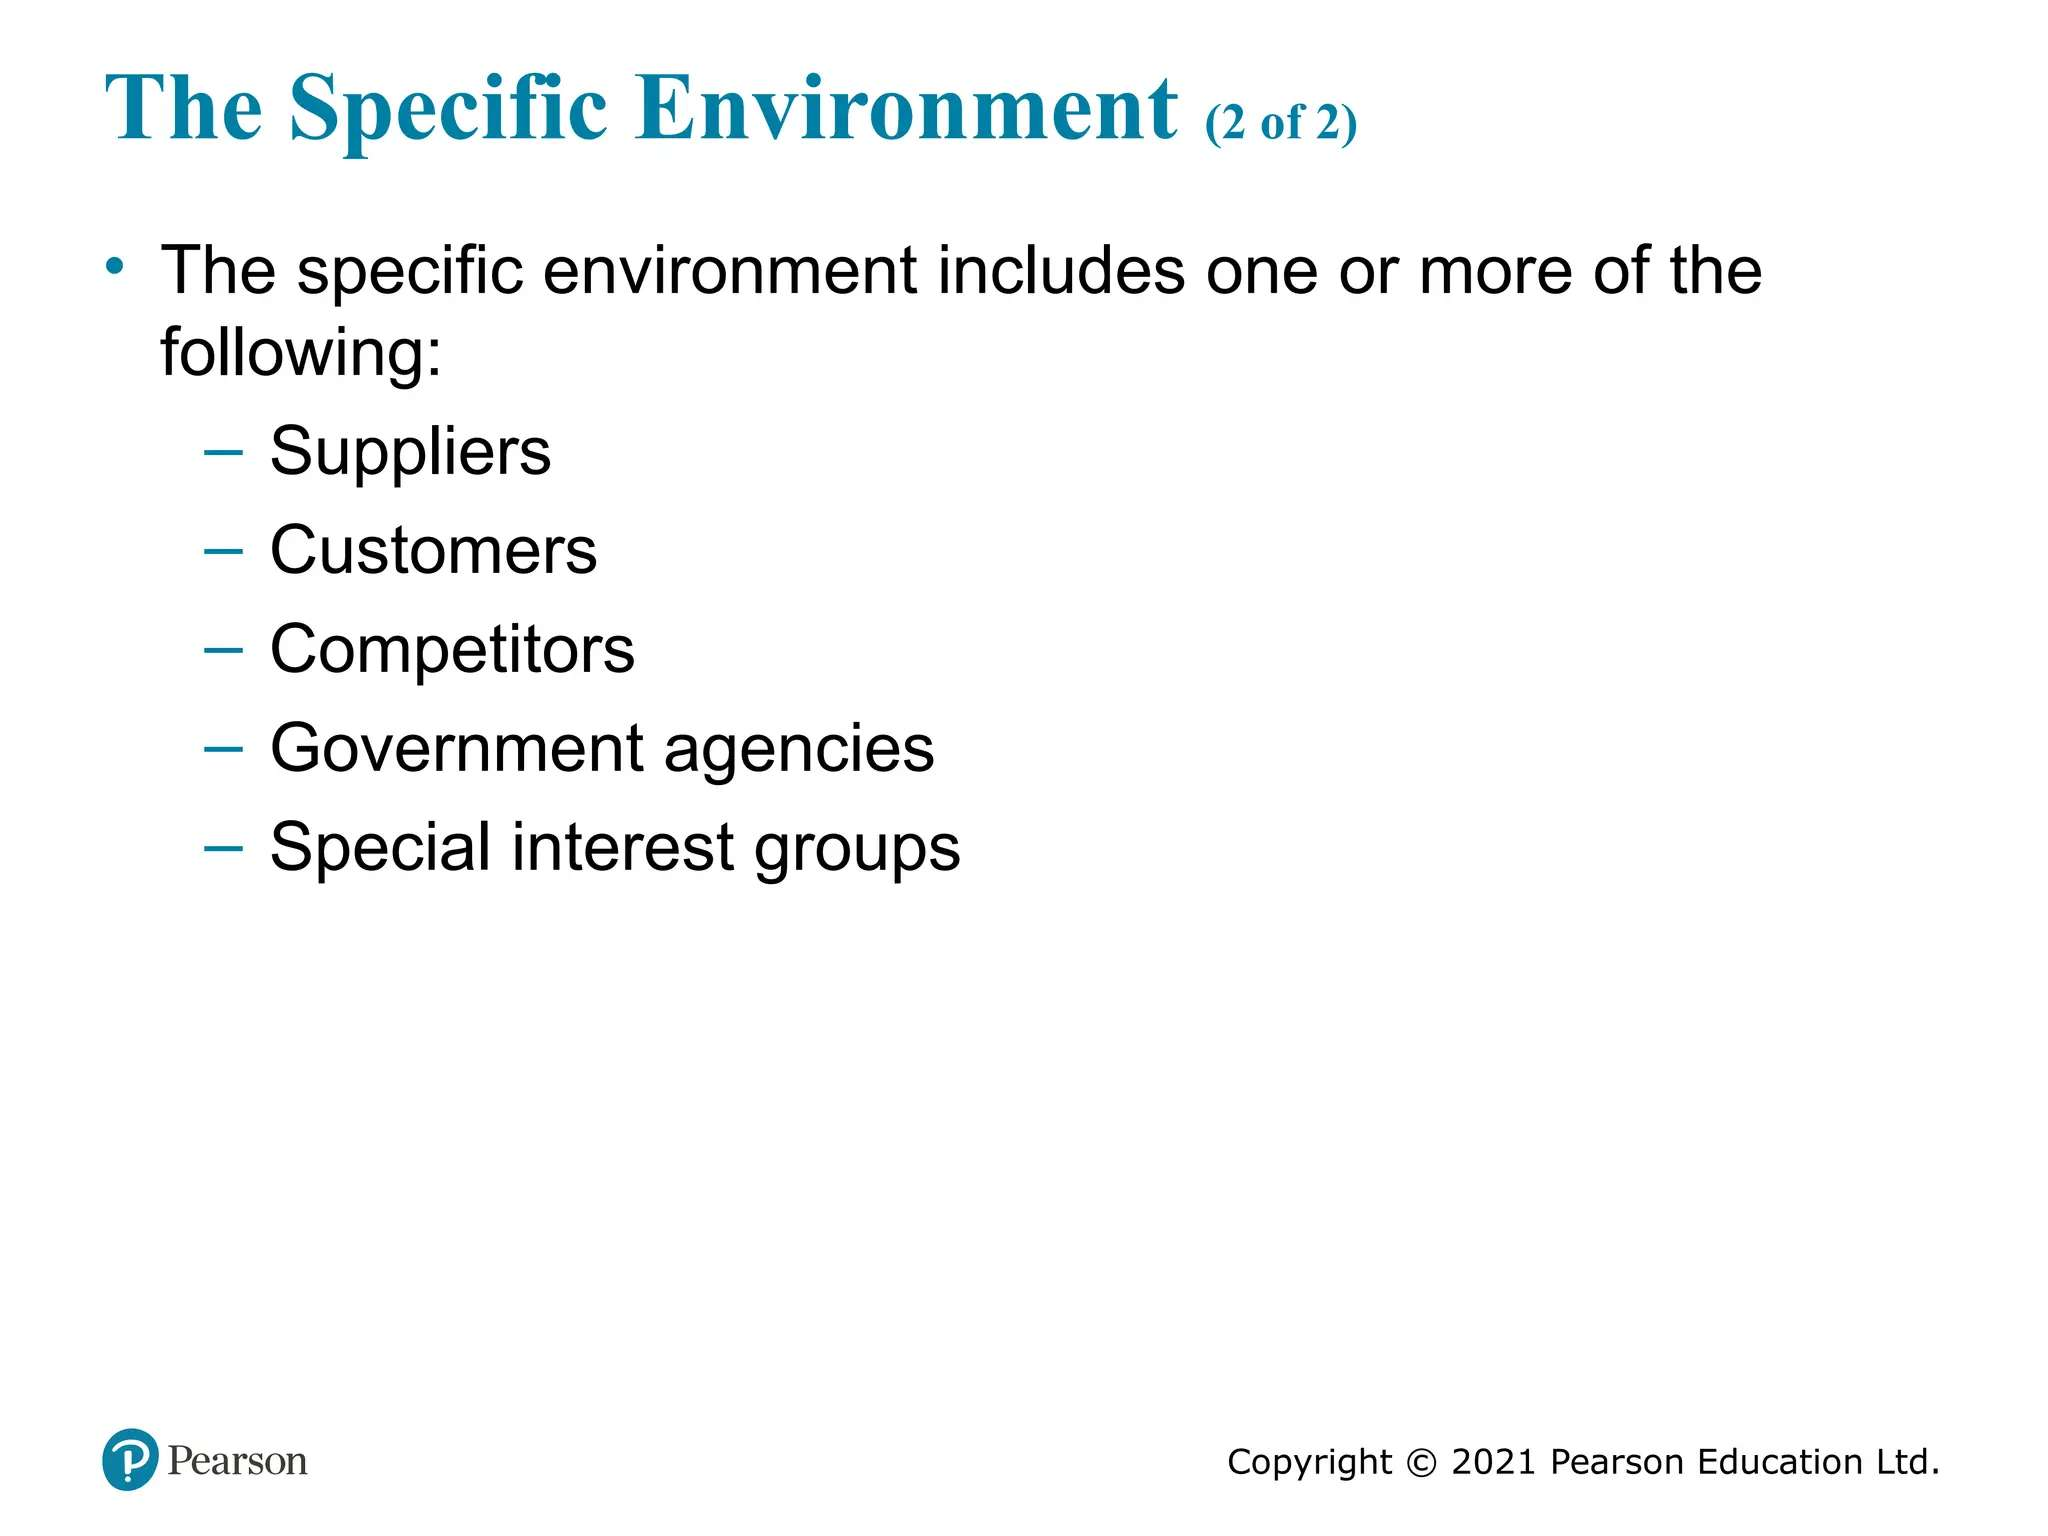 The Specific Environment (2 of 2)
• The specific environment includes one or more of the
following:
– Suppliers
– Customers
– Competitors
– Government agencies
– Special interest groups
Pearson
Copyright © 2021 Pearson Education Ltd.